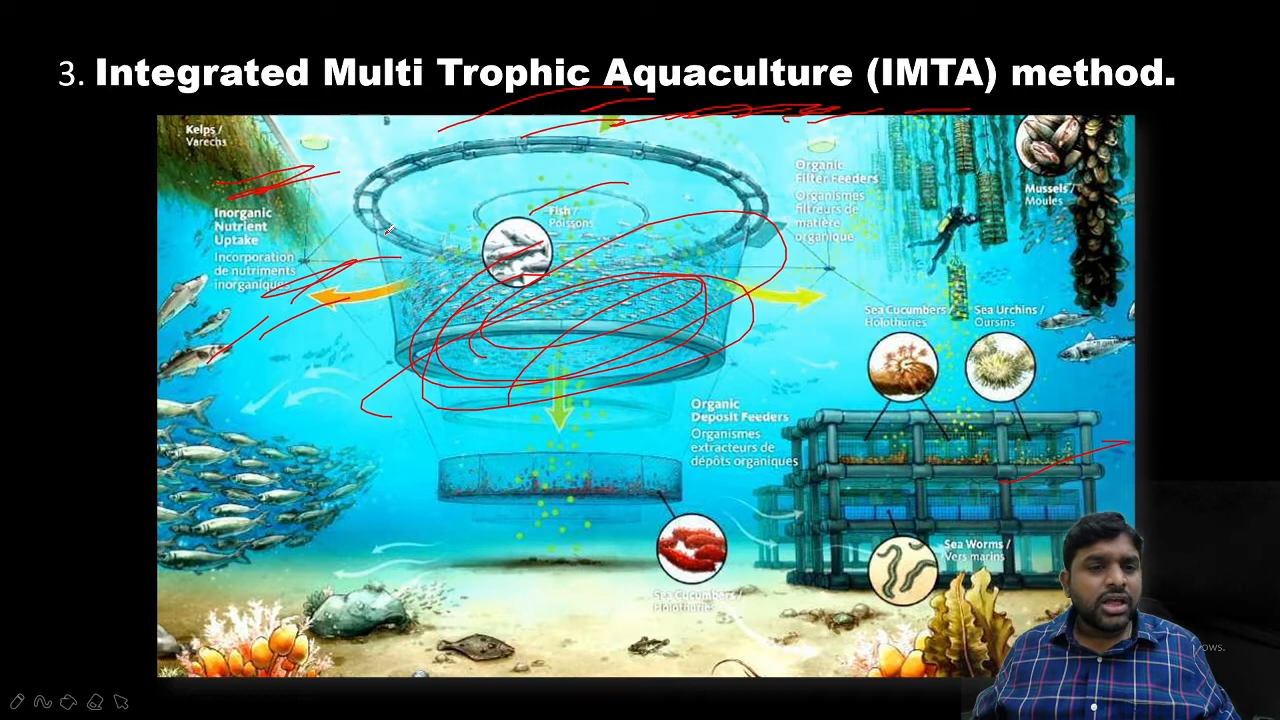 3. Integrated Multi Trophic Aquaculture (IMTA) method.
Kelps /
Varechs
Inorganic
Nutrient
Uptake
Incorporation
de nutriments
inorganiques
Fish /
Poissons
Organic
Filter Feeders
Organismes
filtreurs de
matière
organique
Mussels /
Moules
Sea Cucumbers /
Holothuries
Sea Urchins /
Oursins
Organic
Deposit Feeders
Organismes
extracteurs de
dépôts organiques
Sea Worms /
Vers marins
Sea Cucumbers /
Holothuries
ows.